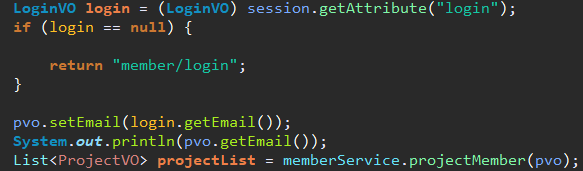 LoginVO login = (LoginVO) session.getAttribute("login");
if (login == null) {
return "member/login";
}
pvo.setEmail(login.getEmail());
System.out.println(pvo.getEmail());
List<ProjectVO> projectList = memberService.projectMember(pvo);